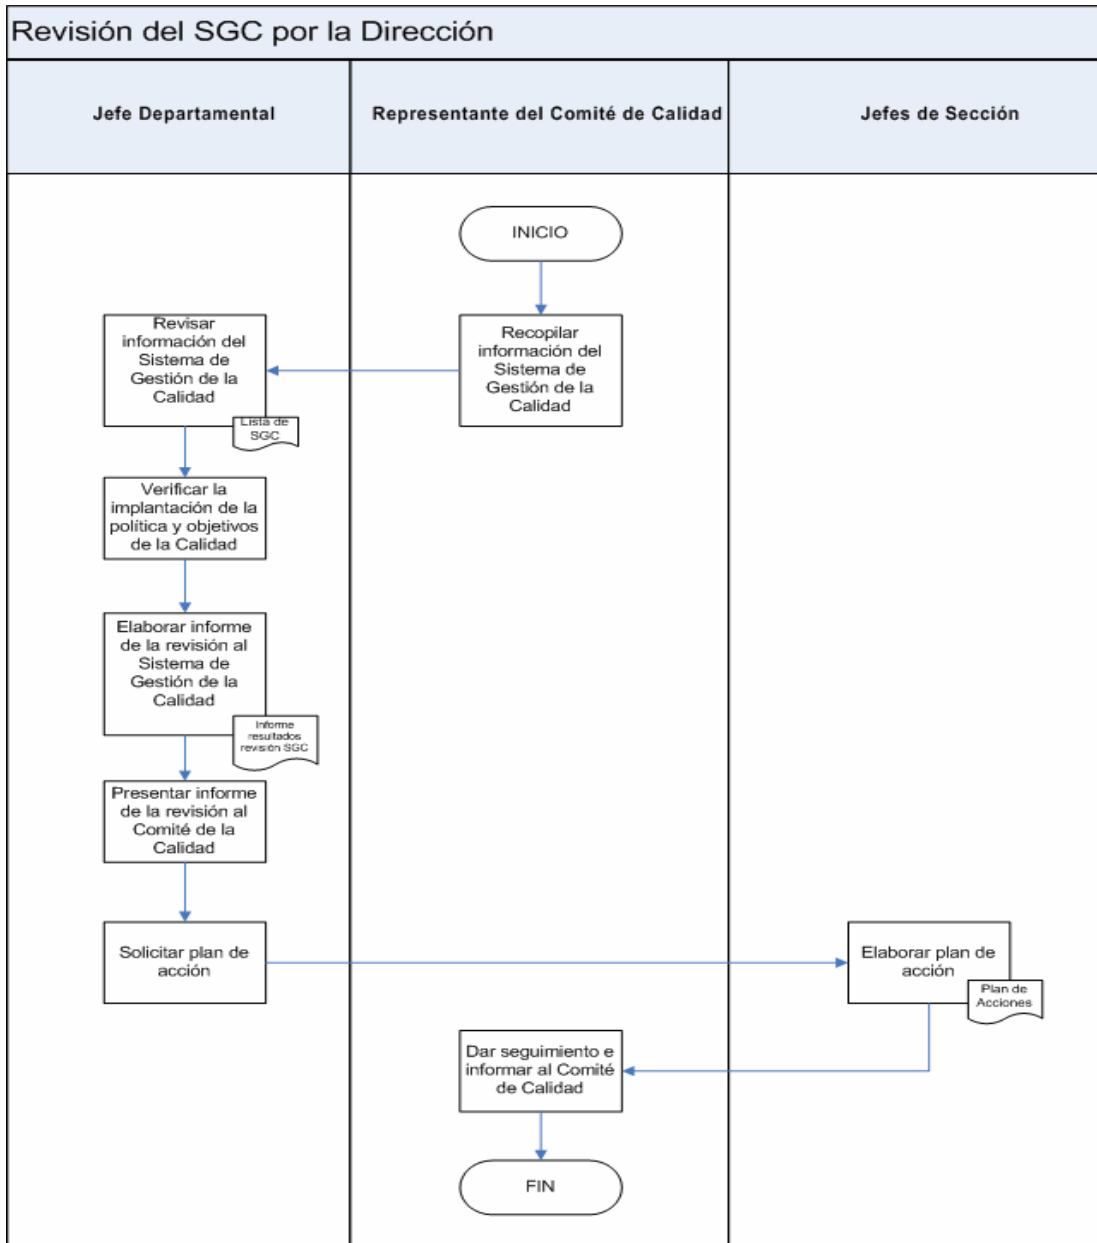 Revisión del SGC por la Dirección
Jefe Departamental
Representante del Comité de Calidad
Jefes de Sección
INICIO
Recopilar
información del
Sistema de
Gestión de la
Calidad
Revisar
información del
Sistema de
Gestión de la
Calidad
Lista de
SGC
Verificar la
implantación de la
política y objetivos
de la Calidad
Elaborar informe
de la revisión al
Sistema de
Gestión de la
Calidad
Informe
resultados
revisión SGC
Presentar informe
de la revisión al
Comité de la
Calidad
Solicitar plan de
acción
Elaborar plan de
acción
Plan de
Acciones
Dar seguimiento e
informar al Comité
de Calidad
FIN